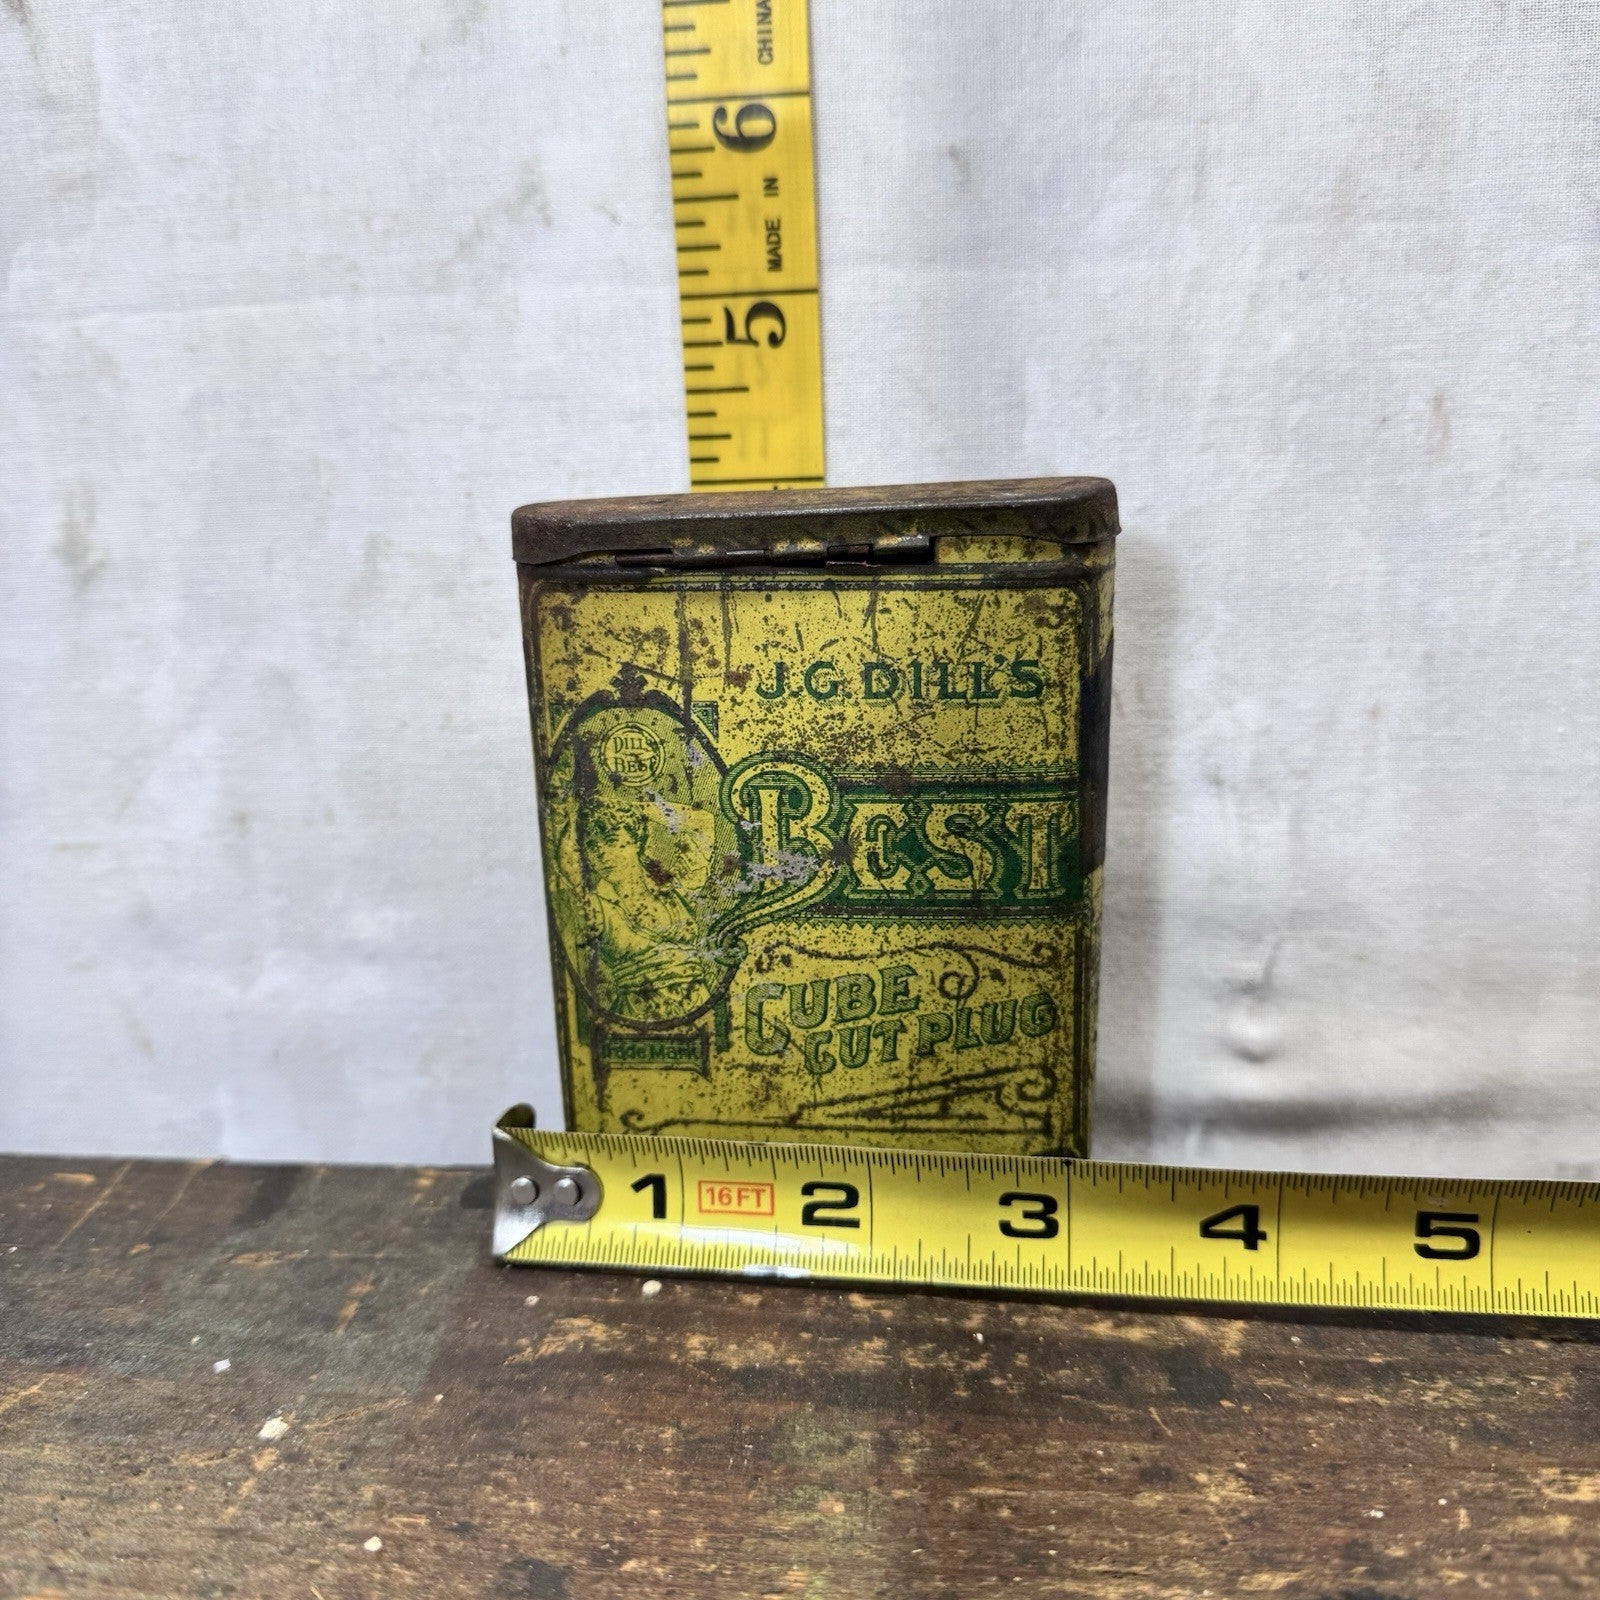 CHINA
6
MADE IN
5
J.G. DILL'S
DILL'S
BEST
BEST
CUBE
CUT PLUG
Trade Mark
1 16FT 2 3 4 5